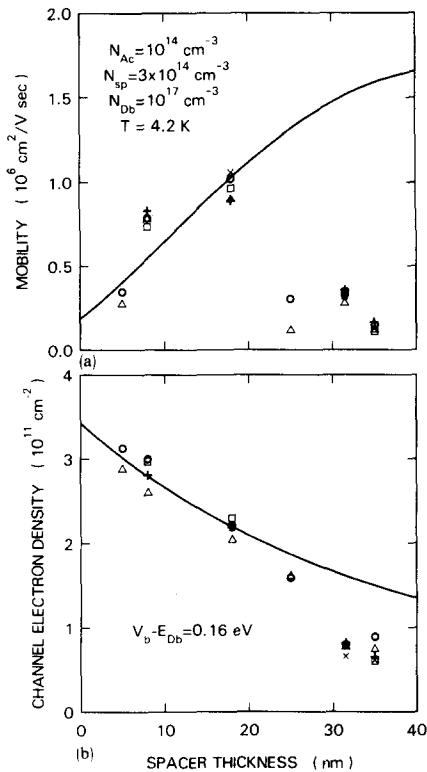 2.0
N_Ac=10^14 cm^-3
N_sp=3x10^14 cm^-3
N_Db=10^17 cm^-3
T = 4.2 K
1.5
1.0
0.5
0.0
MOBILITY ( 10^6 cm^2/V sec )
(a)
4
3
2
1
0
CHANNEL ELECTRON DENSITY ( 10^11 cm^-2 )
V_b-E_Db=0.16 eV
(b)
0 10 20 30 40
SPACER THICKNESS ( nm )